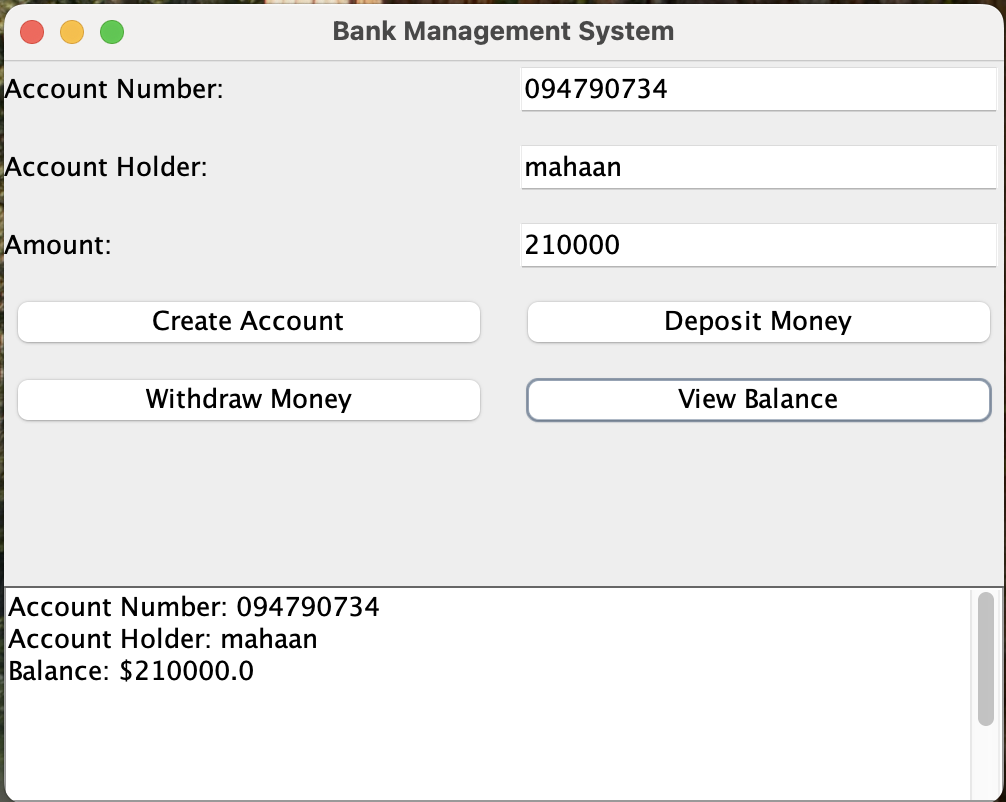 Bank Management System
Account Number: 094790734
Account Holder: mahaan
Amount: 210000
Create Account Deposit Money
Withdraw Money View Balance
Account Number: 094790734
Account Holder: mahaan
Balance: $210000.0